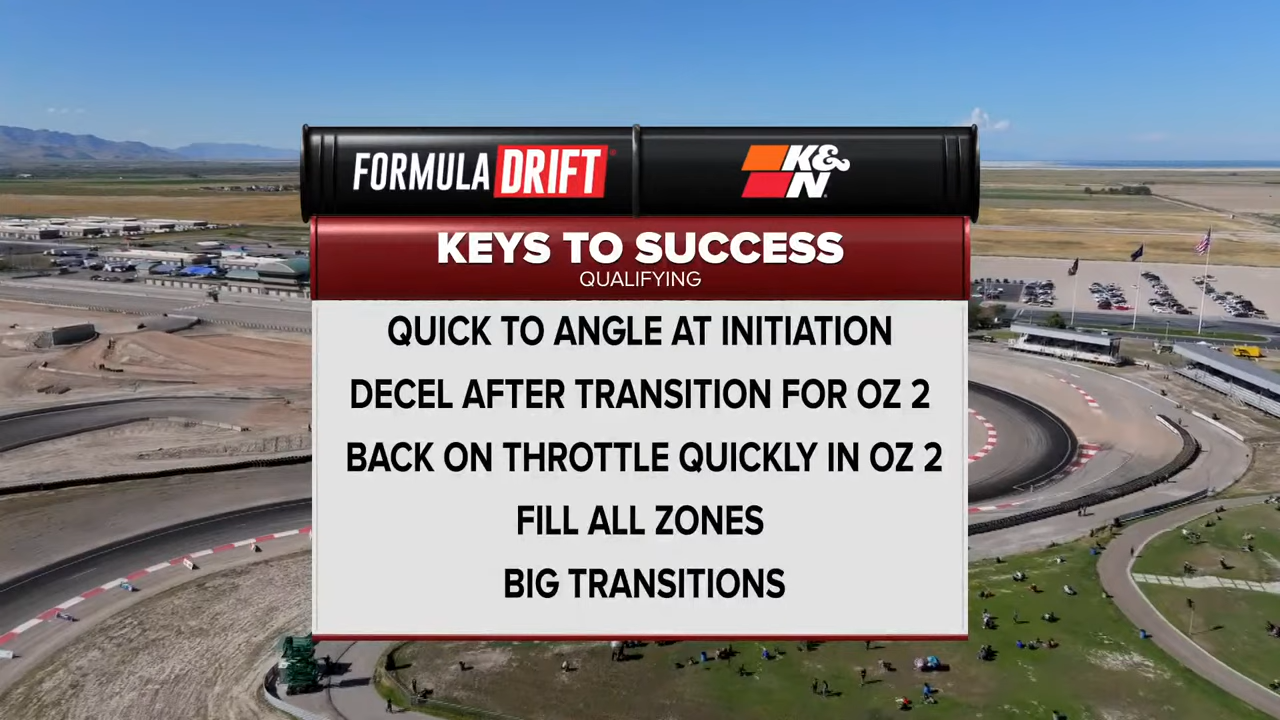 FORMULA DRIFT
K&N
KEYS TO SUCCESS
QUALIFYING
QUICK TO ANGLE AT INITIATION
DECEL AFTER TRANSITION FOR OZ 2
BACK ON THROTTLE QUICKLY IN OZ 2
FILL ALL ZONES
BIG TRANSITIONS